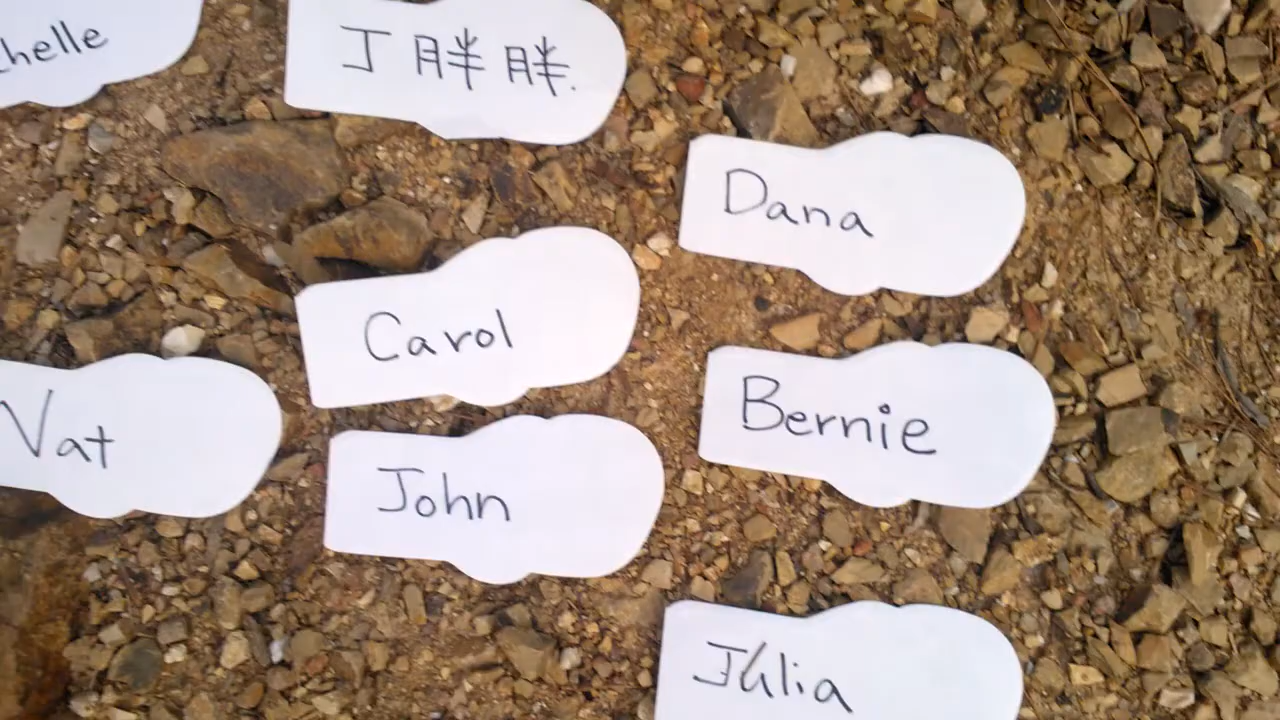 helle
丁胖胖.
Dana
Carol
Vat
Bernie
John
Julia